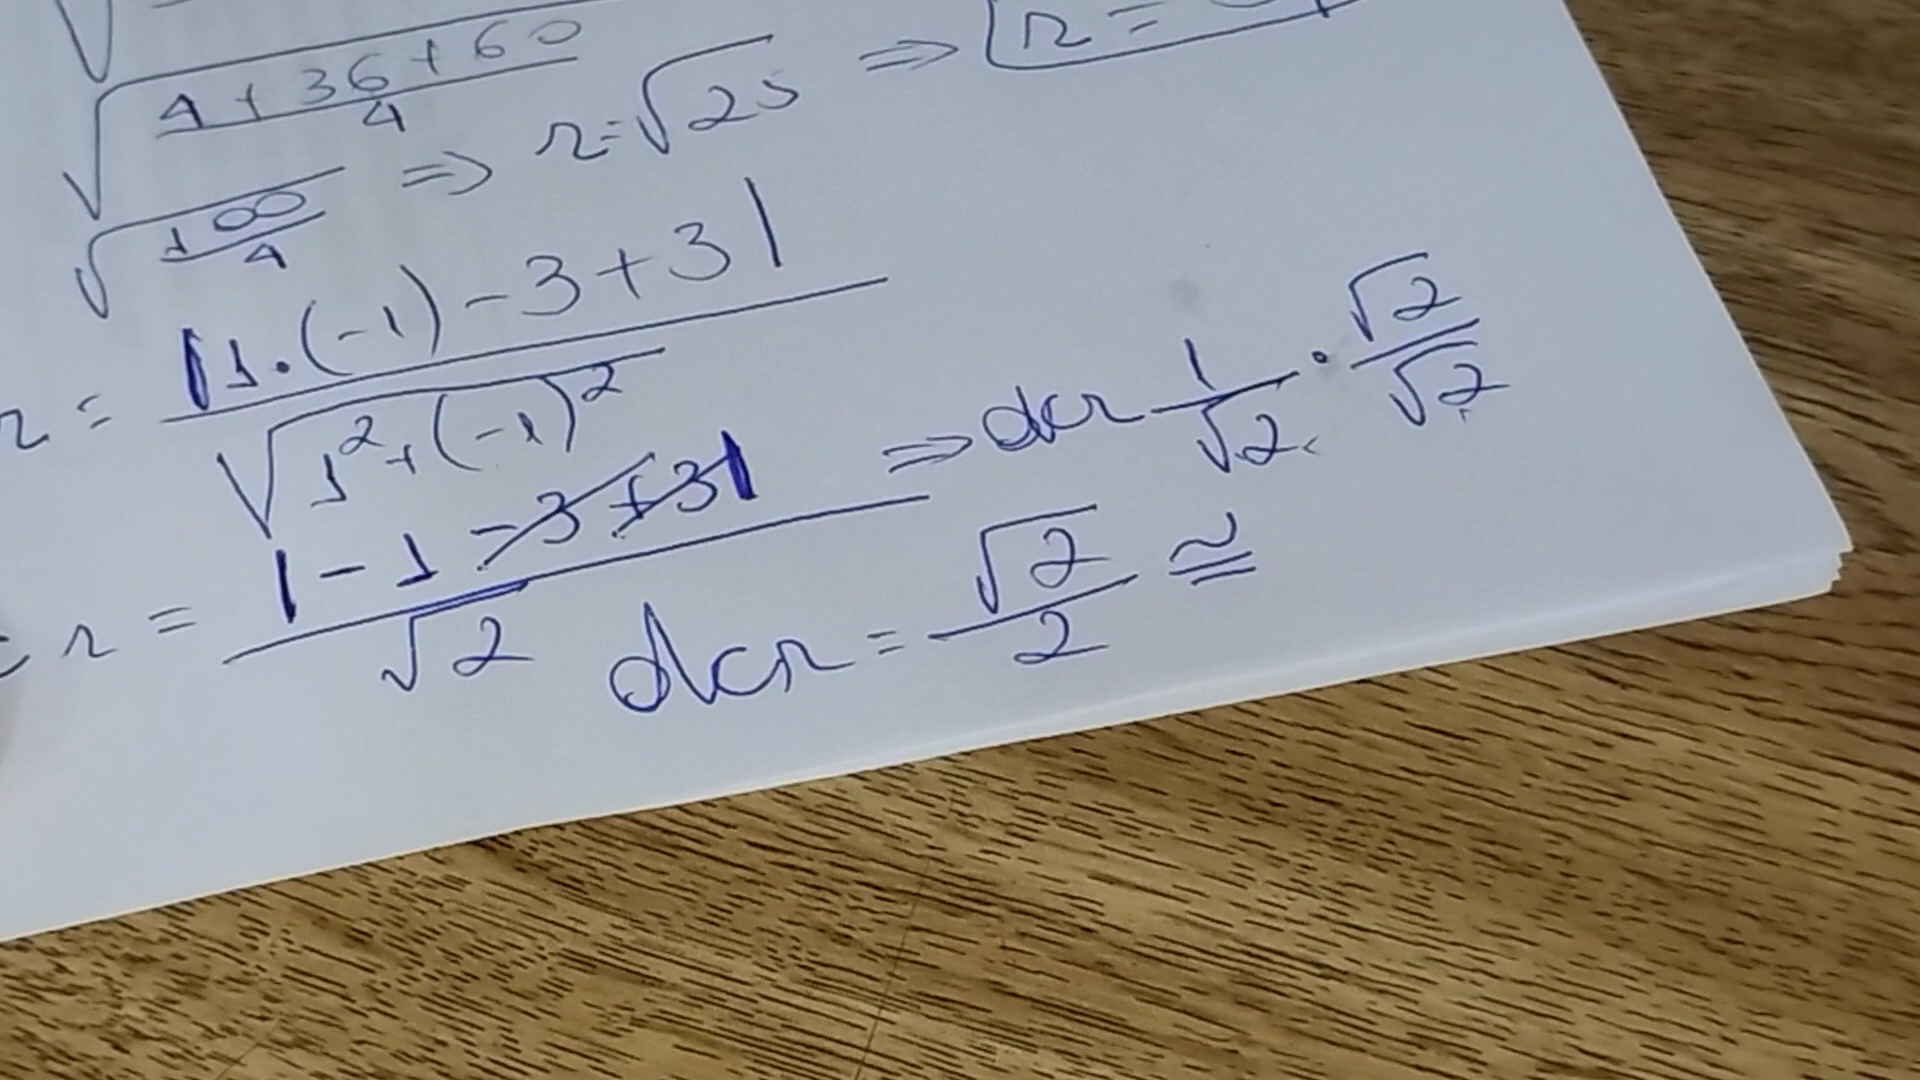 √(4+36+60)/4
√100/4 ⇒ r=√25 ⇒ r=
r = |1·(-1)-3+3| / √1²+(-1)²
r = |-1-3+3| / √2 ⇒ dcr 1/√2 · √2/√2
dcr = √2/2 ≅